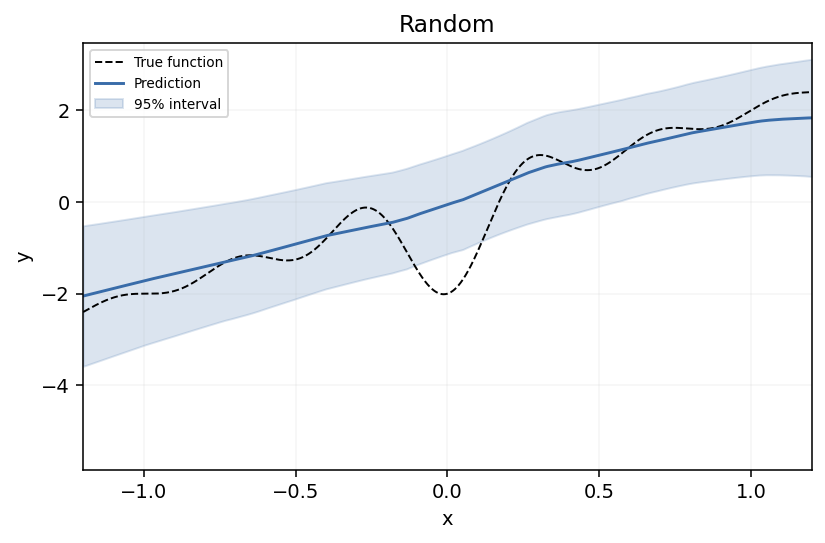 Random
True function
Prediction
95% interval
2
0
−2
−4
y
−1.0 −0.5 0.0 0.5 1.0
x